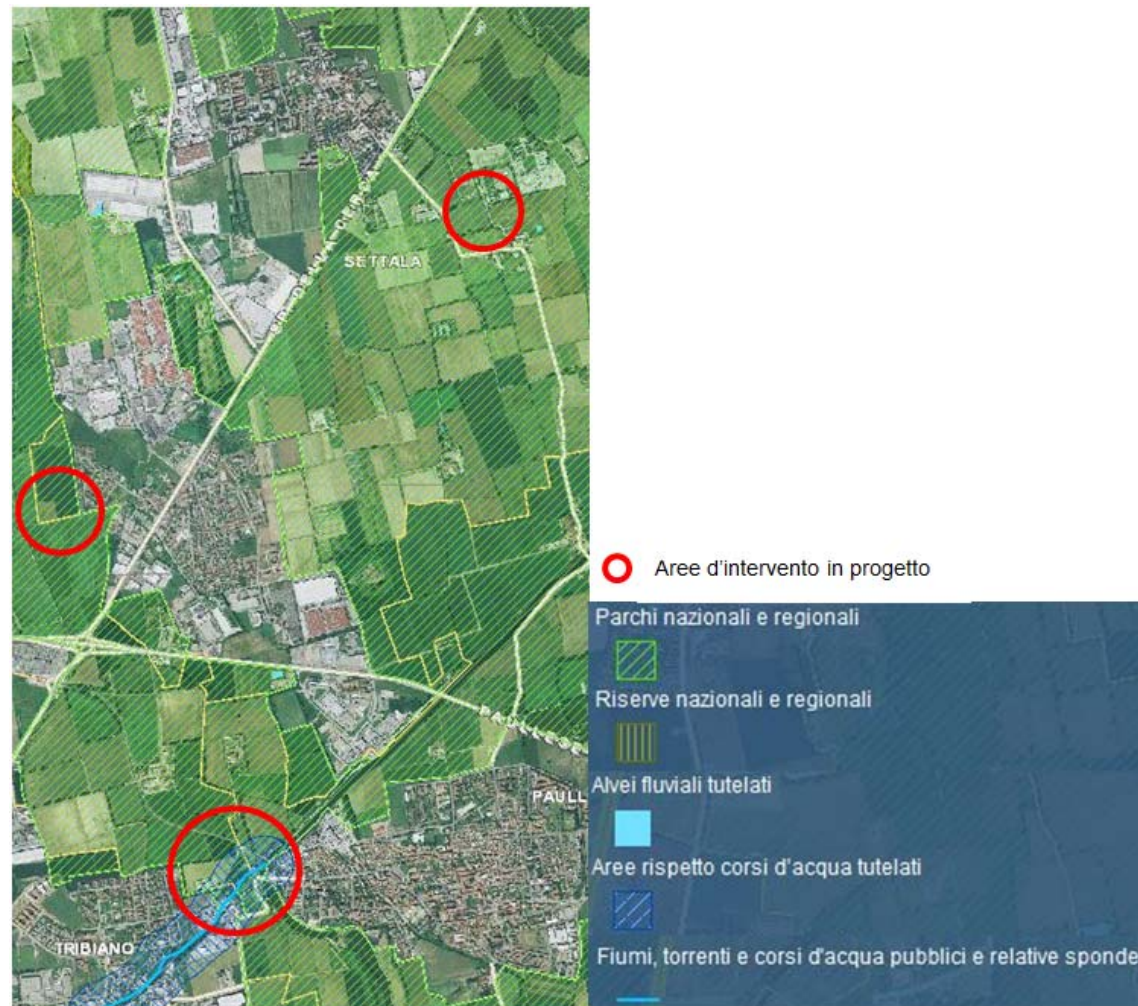 SETTALA
PAULL
TRIBIANO
Aree d'intervento in progetto
Parchi nazionali e regionali
Riserve nazionali e regionali
Alvei fluviali tutelati
Aree rispetto corsi d'acqua tutelati
Fiumi, torrenti e corsi d'acqua pubblici e relative sponde